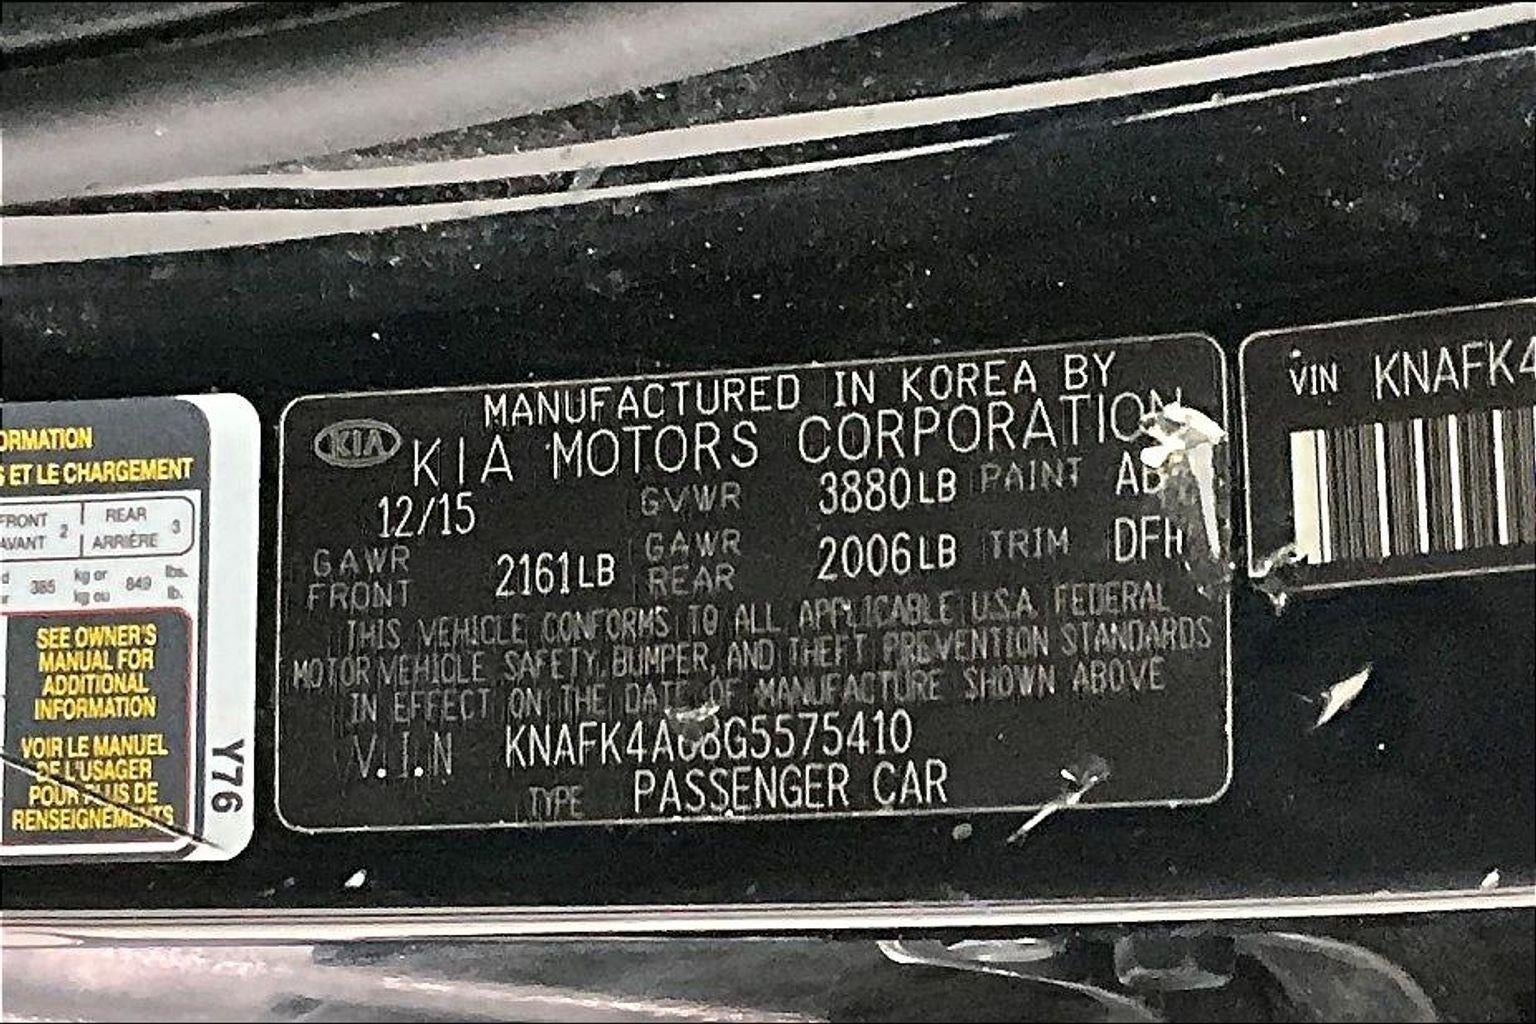 ORMATION
S ET LE CHARGEMENT
FRONT
AVANT 2
REAR
ARRIÈRE 3
385 kg or
kg ou 849 lbs.
lb.
SEE OWNER'S
MANUAL FOR
ADDITIONAL
INFORMATION
VOIR LE MANUEL
DE L'USAGER
POUR PLUS DE
RENSEIGNEMENTS
Y76
MANUFACTURED IN KOREA BY
KIA KIA MOTORS CORPORATION
12/15 GVWR 3880LB PAINT
GAWR
FRONT 2161LB GAWR
REAR 2006LB TRIM DFH
THIS VEHICLE CONFORMS TO ALL APPLICABLE U.S.A. FEDERAL
MOTOR VEHICLE SAFETY, BUMPER, AND THEFT PREVENTION STANDARDS
IN EFFECT ON THE DATE OF MANUFACTURE SHOWN ABOVE
V.I.N
TYPE PASSENGER CAR
VIN KNAFK4